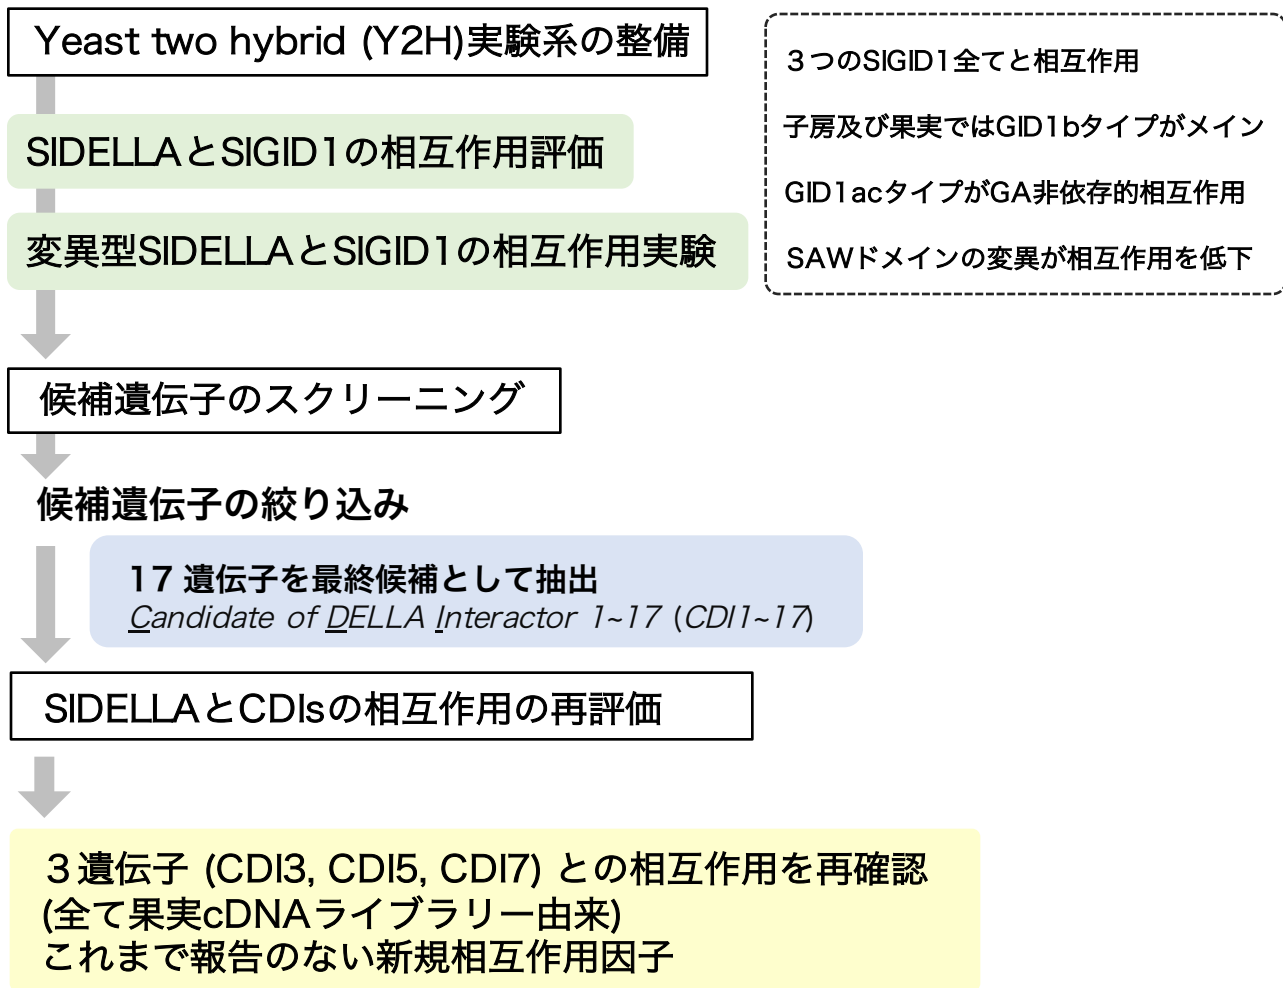 Yeast two hybrid (Y2H)実験系の整備
SlDELLAとSlGID1の相互作用評価
変異型SlDELLAとSlGID1の相互作用実験
3つのSlGID1全てと相互作用
子房及び果実ではGID1bタイプがメイン
GID1acタイプがGA非依存的相互作用
SAWドメインの変異が相互作用を低下
候補遺伝子のスクリーニング
候補遺伝子の絞り込み
17 遺伝子を最終候補として抽出
Candidate of DELLA Interactor 1~17 (CDI1~17)
SlDELLAとCDIsの相互作用の再評価
3遺伝子 (CDI3, CDI5, CDI7) との相互作用を再確認
(全て果実cDNAライブラリー由来)
これまで報告のない新規相互作用因子